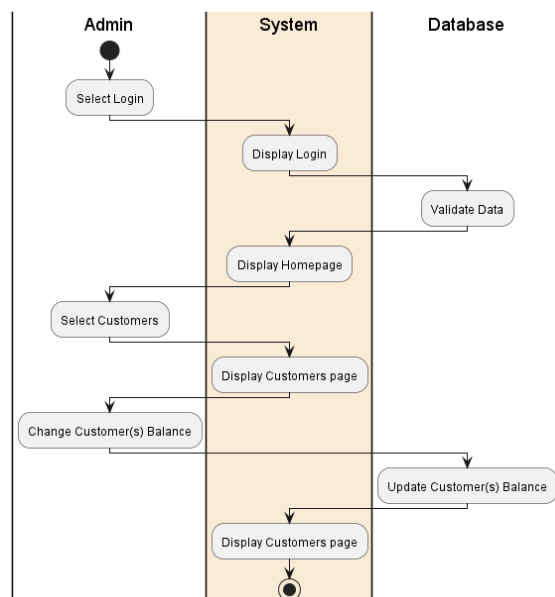 Admin
System
Database
Select Login
Display Login
Validate Data
Display Homepage
Select Customers
Display Customers page
Change Customer(s) Balance
Update Customer(s) Balance
Display Customers page